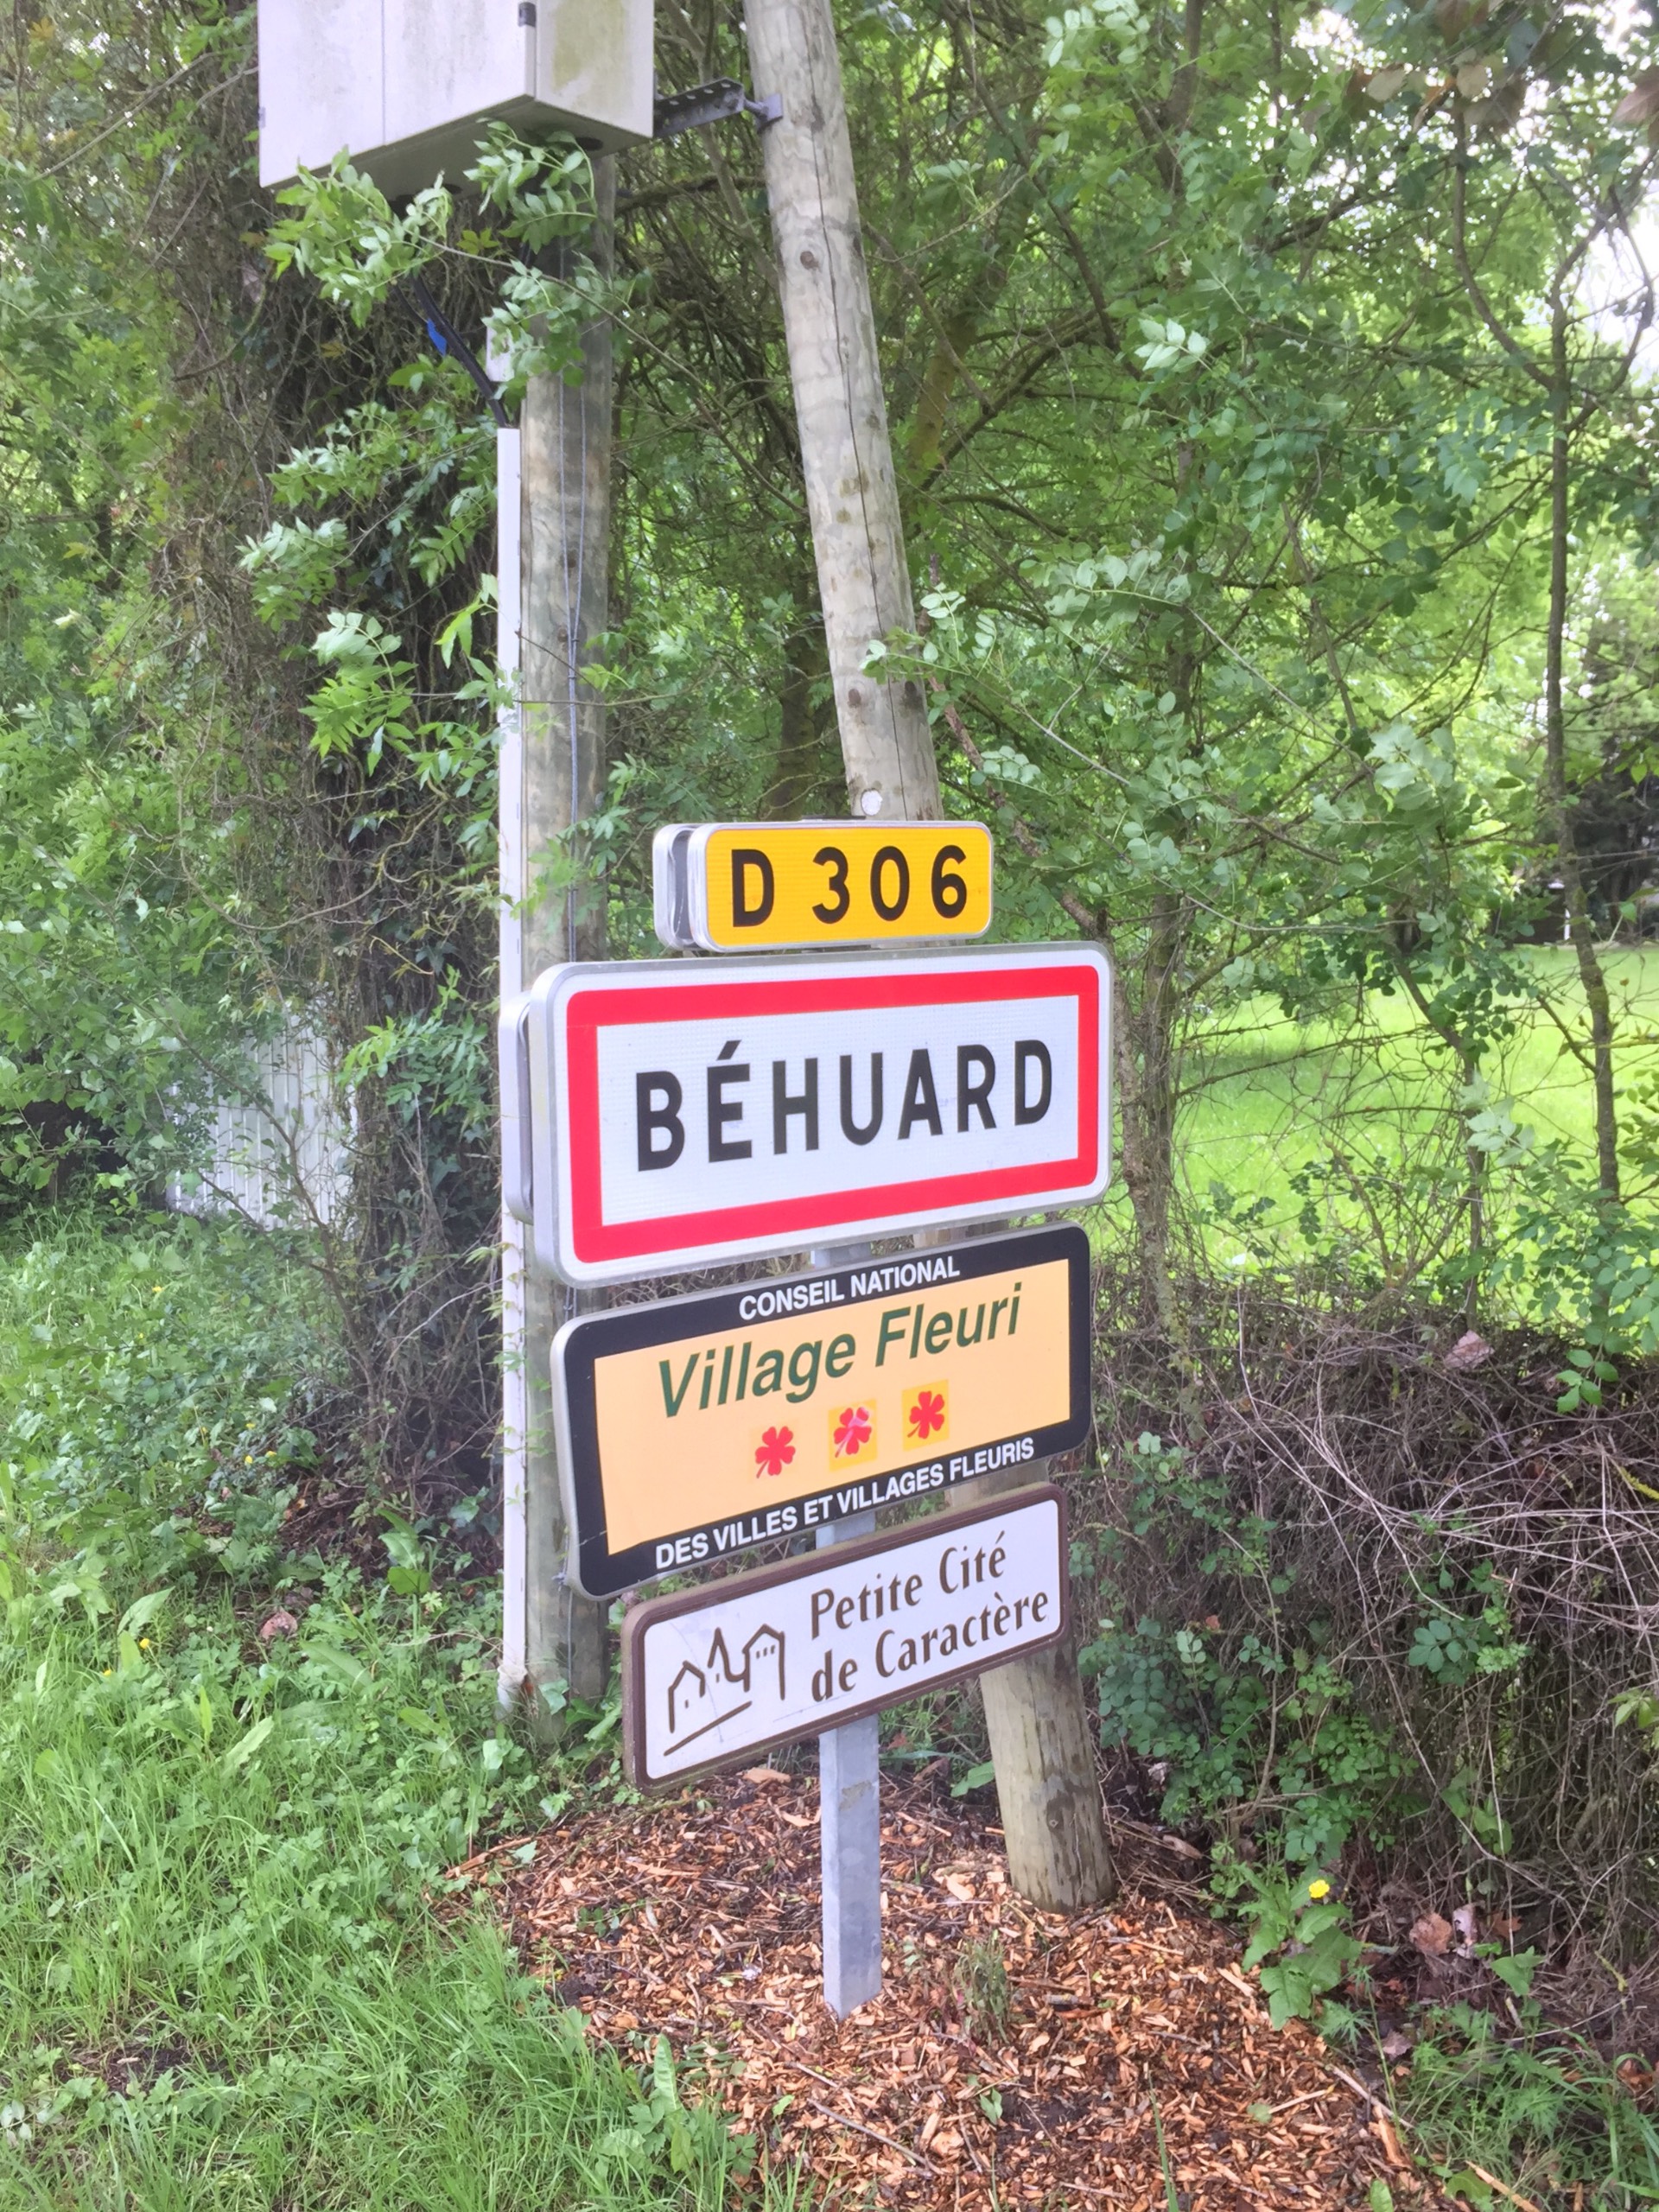 D 306
BÉHUARD
CONSEIL NATIONAL
Village Fleuri
DES VILLES ET VILLAGES FLEURIS
Petite Cité
de Caractère